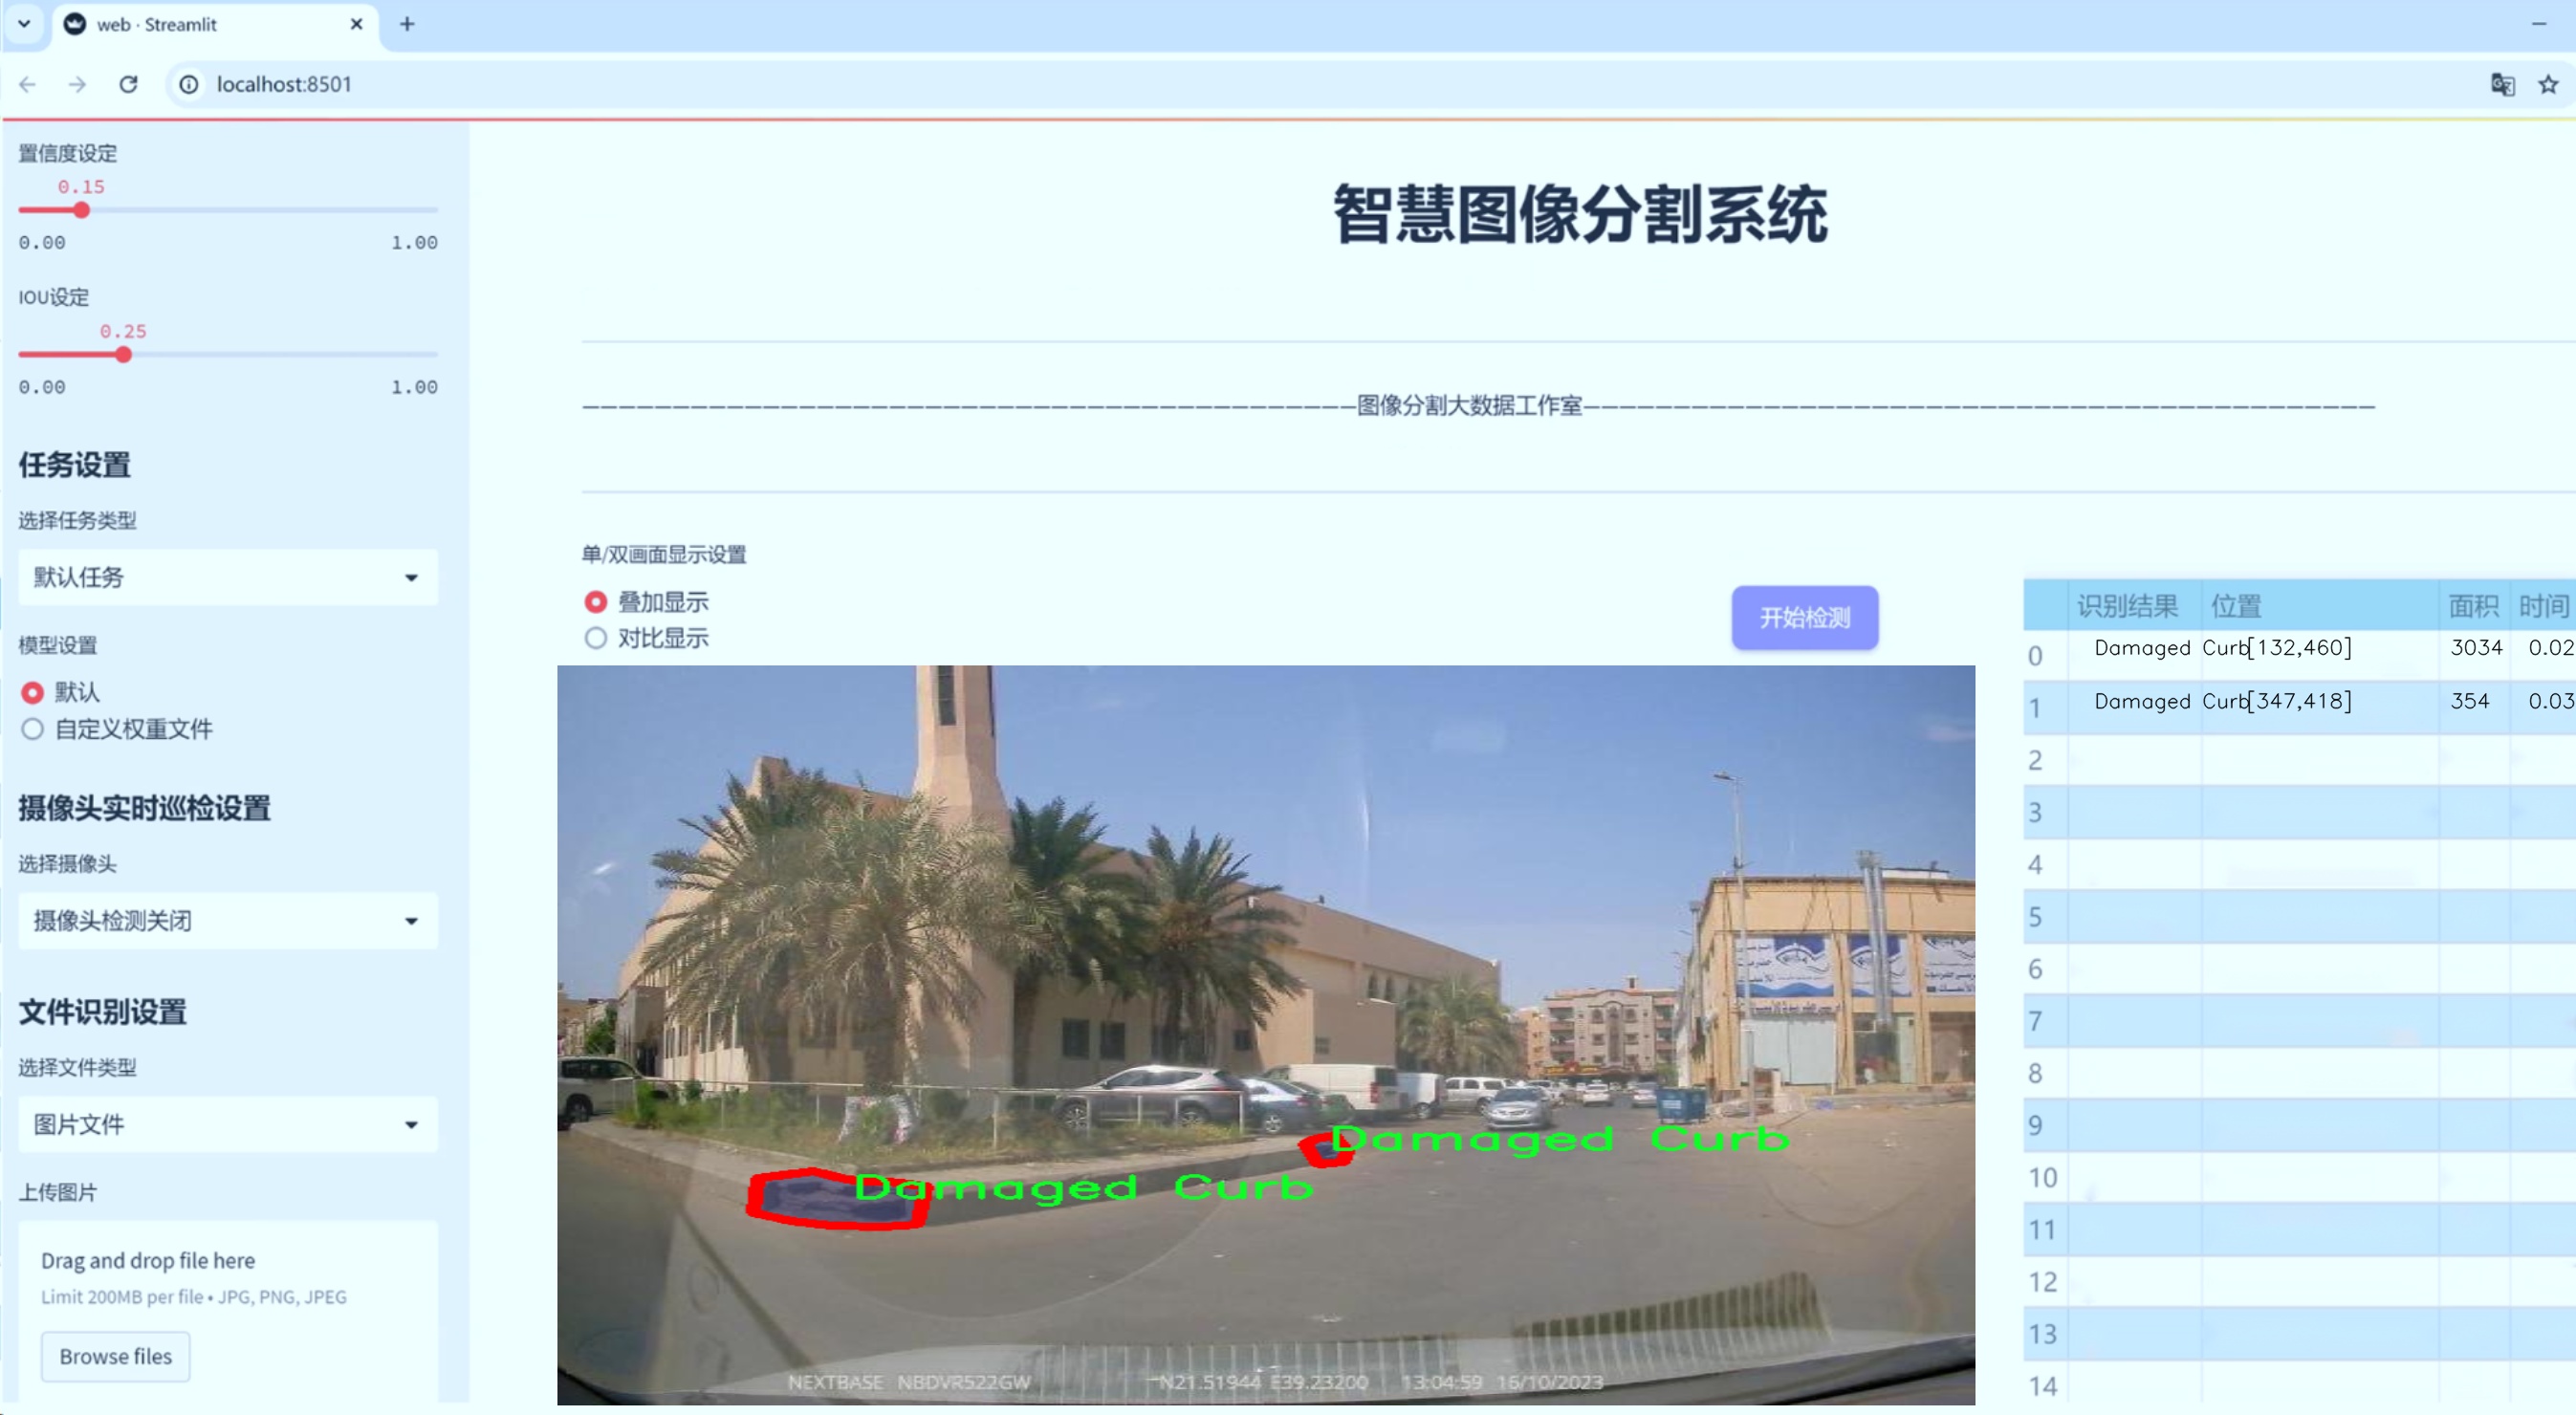 web · Streamlit
localhost:8501
置信度设定
0.15
0.00 1.00
IOU设定
0.25
0.00 1.00
任务设置
选择任务类型
默认任务
模型设置
默认
自定义权重文件
摄像头实时巡检设置
选择摄像头
摄像头检测关闭
文件识别设置
选择文件类型
图片文件
上传图片
Drag and drop file here
Limit 200MB per file • JPG, PNG, JPEG
Browse files
智慧图像分割系统
图像分割大数据工作室
单/双画面显示设置
叠加显示
对比显示
开始检测
Damaged Curb
Damaged Curb
NEXTBASE NBDVR522GW N21.51944 E39.23200 13:04:59 16/10/2023
识别结果 位置 面积 时间
0 Damaged Curb[132,460] 3034 0.02
1 Damaged Curb[347,418] 354 0.03
2
3
4
5
6
7
8
9
10
11
12
13
14